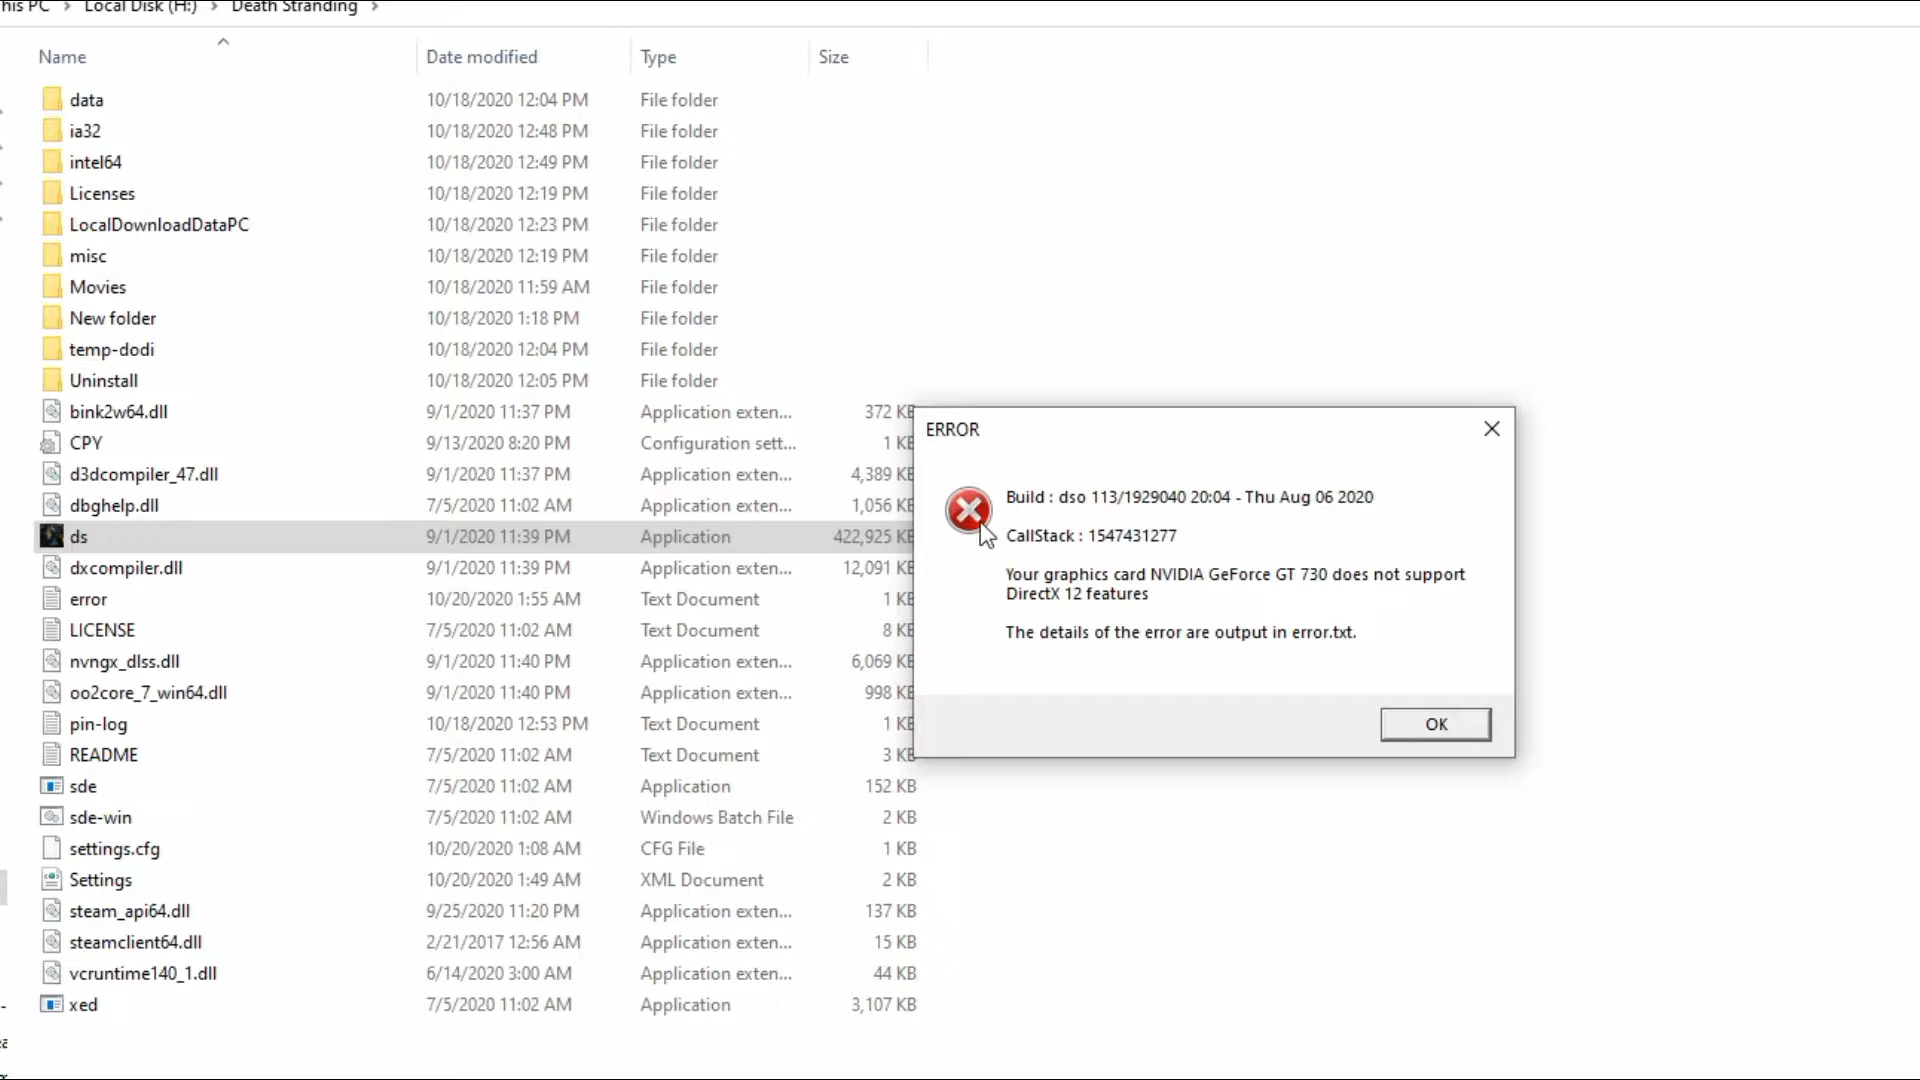 his PC > Local Disk (H:) > Death Stranding >
Name Date modified Type Size
data 10/18/2020 12:04 PM File folder
ia32 10/18/2020 12:48 PM File folder
intel64 10/18/2020 12:49 PM File folder
Licenses 10/18/2020 12:19 PM File folder
LocalDownloadDataPC 10/18/2020 12:23 PM File folder
misc 10/18/2020 12:19 PM File folder
Movies 10/18/2020 11:59 AM File folder
New folder 10/18/2020 1:18 PM File folder
temp-dodi 10/18/2020 12:04 PM File folder
Uninstall 10/18/2020 12:05 PM File folder
bink2w64.dll 9/1/2020 11:37 PM Application exten... 372 KB
CPY 9/13/2020 8:20 PM Configuration sett... 1 KB
d3dcompiler_47.dll 9/1/2020 11:37 PM Application exten... 4,389 KB
dbghelp.dll 7/5/2020 11:02 AM Application exten... 1,056 KB
ds 9/1/2020 11:39 PM Application 422,925 KB
dxcompiler.dll 9/1/2020 11:39 PM Application exten... 12,091 KB
error 10/20/2020 1:55 AM Text Document 1 KB
LICENSE 7/5/2020 11:02 AM Text Document 8 KB
nvngx_dlss.dll 9/1/2020 11:40 PM Application exten... 6,069 KB
oo2core_7_win64.dll 9/1/2020 11:40 PM Application exten... 998 KB
pin-log 10/18/2020 12:53 PM Text Document 1 KB
README 7/5/2020 11:02 AM Text Document 3 KB
sde 7/5/2020 11:02 AM Application 152 KB
sde-win 7/5/2020 11:02 AM Windows Batch File 2 KB
settings.cfg 10/20/2020 1:08 AM CFG File 1 KB
Settings 10/20/2020 1:49 AM XML Document 2 KB
steam_api64.dll 9/25/2020 11:20 PM Application exten... 137 KB
steamclient64.dll 2/21/2017 12:56 AM Application exten... 15 KB
vcruntime140_1.dll 6/14/2020 3:00 AM Application exten... 44 KB
xed 7/5/2020 11:02 AM Application 3,107 KB
ERROR
Build : dso 113/1929040 20:04 - Thu Aug 06 2020
CallStack : 1547431277
Your graphics card NVIDIA GeForce GT 730 does not support
DirectX 12 features
The details of the error are output in error.txt.
OK